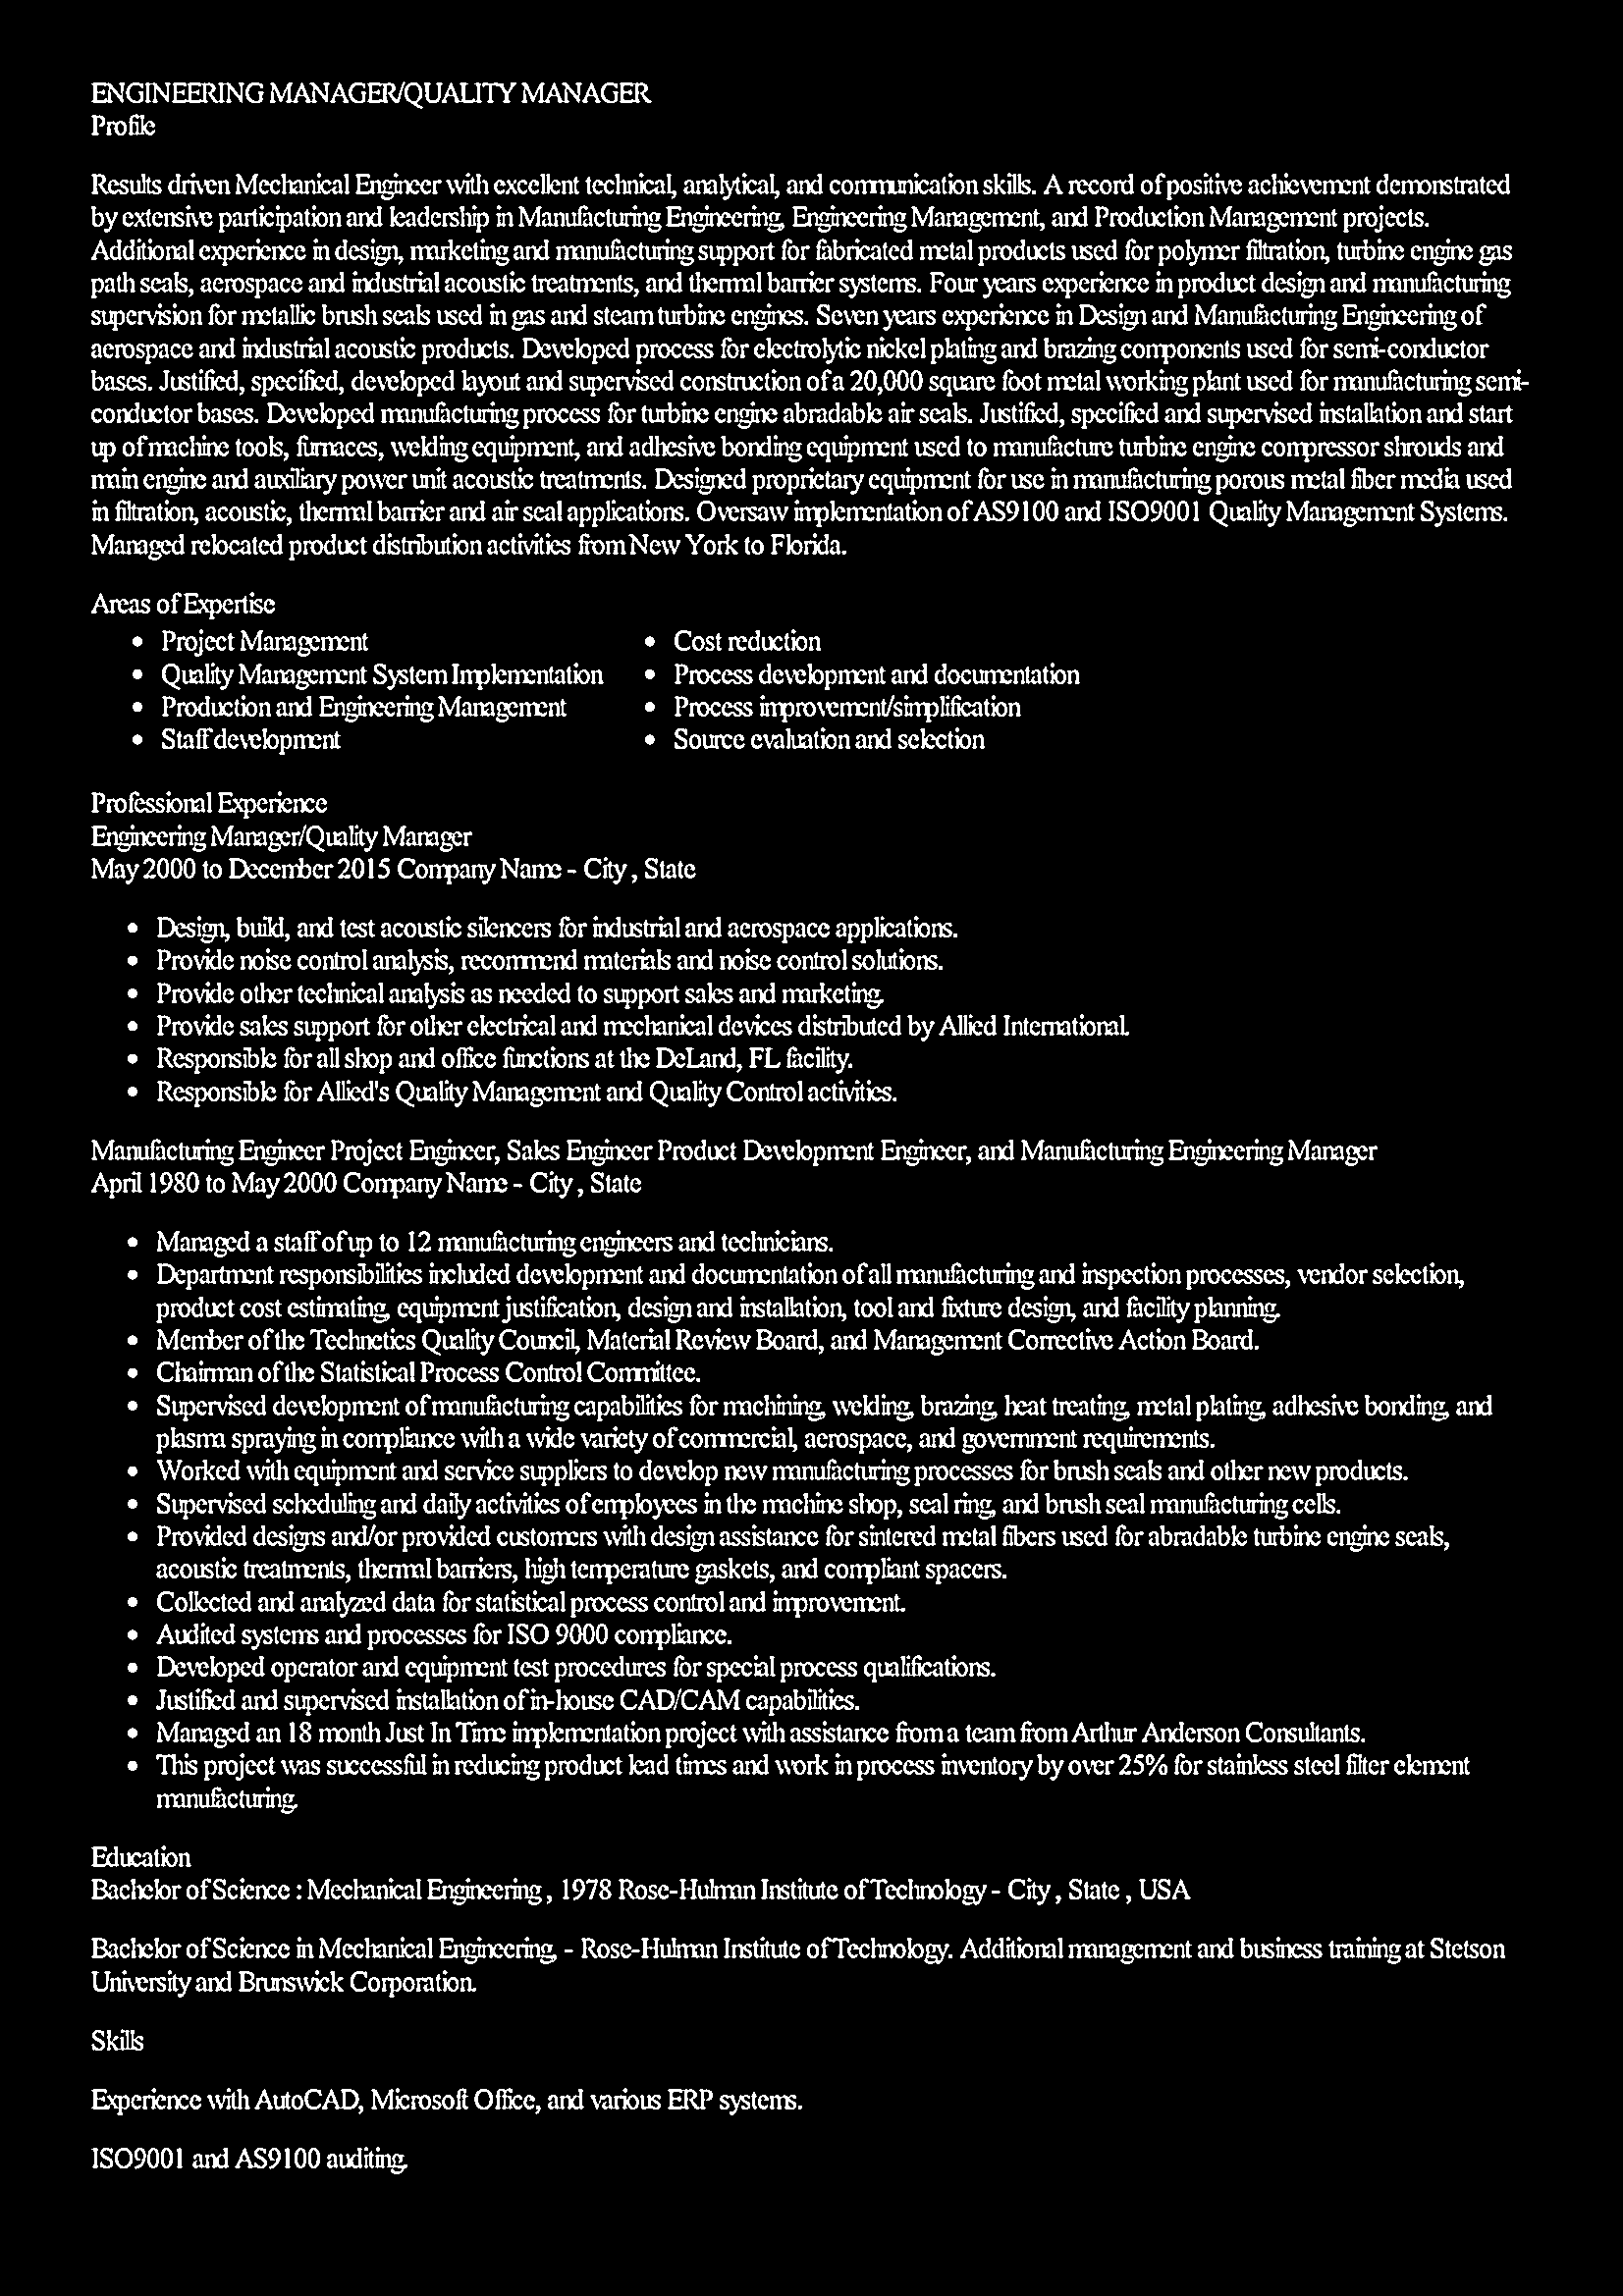 ENGINEERING MANAGER/QUALITY MANAGER
Profile
Results driven Mechanical Engineer with excellent technical, analytical, and communication skills. A record of positive achievement demonstrated
by extensive participation and leadership in Manufacturing Engineering, Engineering Management, and Production Management projects.
Additional experience in design, marketing and manufacturing support for fabricated metal products used for polymer filtration, turbine engine gas
path seals, aerospace and industrial acoustic treatments, and thermal barrier systems. Four years experience in product design and manufacturing
supervision for metallic brush seals used in gas and steam turbine engines. Seven years experience in Design and Manufacturing Engineering of
aerospace and industrial acoustic products. Developed process for electrolytic nickel plating and brazing components used for semi-conductor
bases. Justified, specified, developed layout and supervised construction of a 20,000 square foot metal working plant used for manufacturing semi-
conductor bases. Developed manufacturing process for turbine engine abradable air seals. Justified, specified and supervised installation and start
up of machine tools, furnaces, welding equipment, and adhesive bonding equipment used to manufacture turbine engine compressor shrouds and
main engine and auxiliary power unit acoustic treatments. Designed proprietary equipment for use in manufacturing porous metal fiber media used
in filtration, acoustic, thermal barrier and air seal applications. Oversaw implementation of AS9100 and ISO9001 Quality Management Systems.
Managed relocated product distribution activities from New York to Florida.
Areas of Expertise
• Project Management
• Quality Management System Implementation
• Production and Engineering Management
• Staff development
• Cost reduction
• Process development and documentation
• Process improvement/simplification
• Source evaluation and selection
Professional Experience
Engineering Manager/Quality Manager
May 2000 to December 2015 Company Name - City , State
• Design, build, and test acoustic silencers for industrial and aerospace applications.
• Provide noise control analysis, recommend materials and noise control solutions.
• Provide other technical analysis as needed to support sales and marketing.
• Provide sales support for other electrical and mechanical devices distributed by Allied International.
• Responsible for all shop and office functions at the DeLand, FL facility.
• Responsible for Allied's Quality Management and Quality Control activities.
Manufacturing Engineer Project Engineer, Sales Engineer Product Development Engineer, and Manufacturing Engineering Manager
April 1980 to May 2000 Company Name - City , State
• Managed a staff of up to 12 manufacturing engineers and technicians.
• Department responsibilities included development and documentation of all manufacturing and inspection processes, vendor selection,
product cost estimating, equipment justification, design and installation, tool and fixture design, and facility planning.
• Member of the Technetics Quality Council, Material Review Board, and Management Corrective Action Board.
• Chairman of the Statistical Process Control Committee.
• Supervised development of manufacturing capabilities for machining, welding, brazing, heat treating, metal plating, adhesive bonding, and
plasma spraying in compliance with a wide variety of commercial, aerospace, and government requirements.
• Worked with equipment and service suppliers to develop new manufacturing processes for brush seals and other new products.
• Supervised scheduling and daily activities of employees in the machine shop, seal ring, and brush seal manufacturing cells.
• Provided designs and/or provided customers with design assistance for sintered metal fibers used for abradable turbine engine seals,
acoustic treatments, thermal barriers, high temperature gaskets, and compliant spacers.
• Collected and analyzed data for statistical process control and improvement.
• Audited systems and processes for ISO 9000 compliance.
• Developed operator and equipment test procedures for special process qualifications.
• Justified and supervised installation of in-house CAD/CAM capabilities.
• Managed an 18 month Just In Time implementation project with assistance from a team from Arthur Anderson Consultants.
• This project was successful in reducing product lead times and work in process inventory by over 25% for stainless steel filter element
manufacturing.
Education
Bachelor of Science : Mechanical Engineering , 1978 Rose-Hulman Institute of Technology - City , State , USA
Bachelor of Science in Mechanical Engineering, - Rose-Hulman Institute of Technology. Additional management and business training at Stetson
University and Brunswick Corporation.
Skills
Experience with AutoCAD, Microsoft Office, and various ERP systems.
ISO9001 and AS9100 auditing.